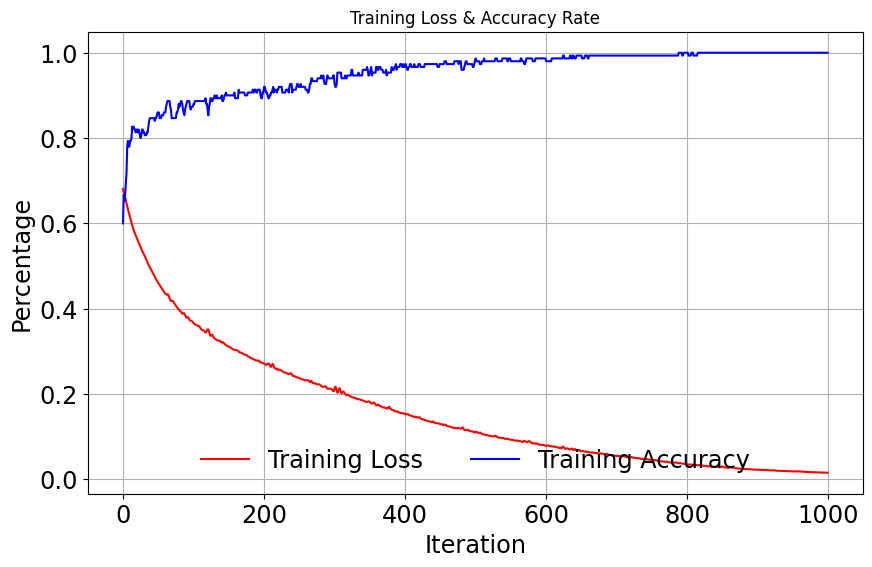 Training Loss & Accuracy Rate
1.0
0.8
0.6
0.4
0.2
0.0
Percentage
Training Loss
Training Accuracy
0 200 400 600 800 1000
Iteration